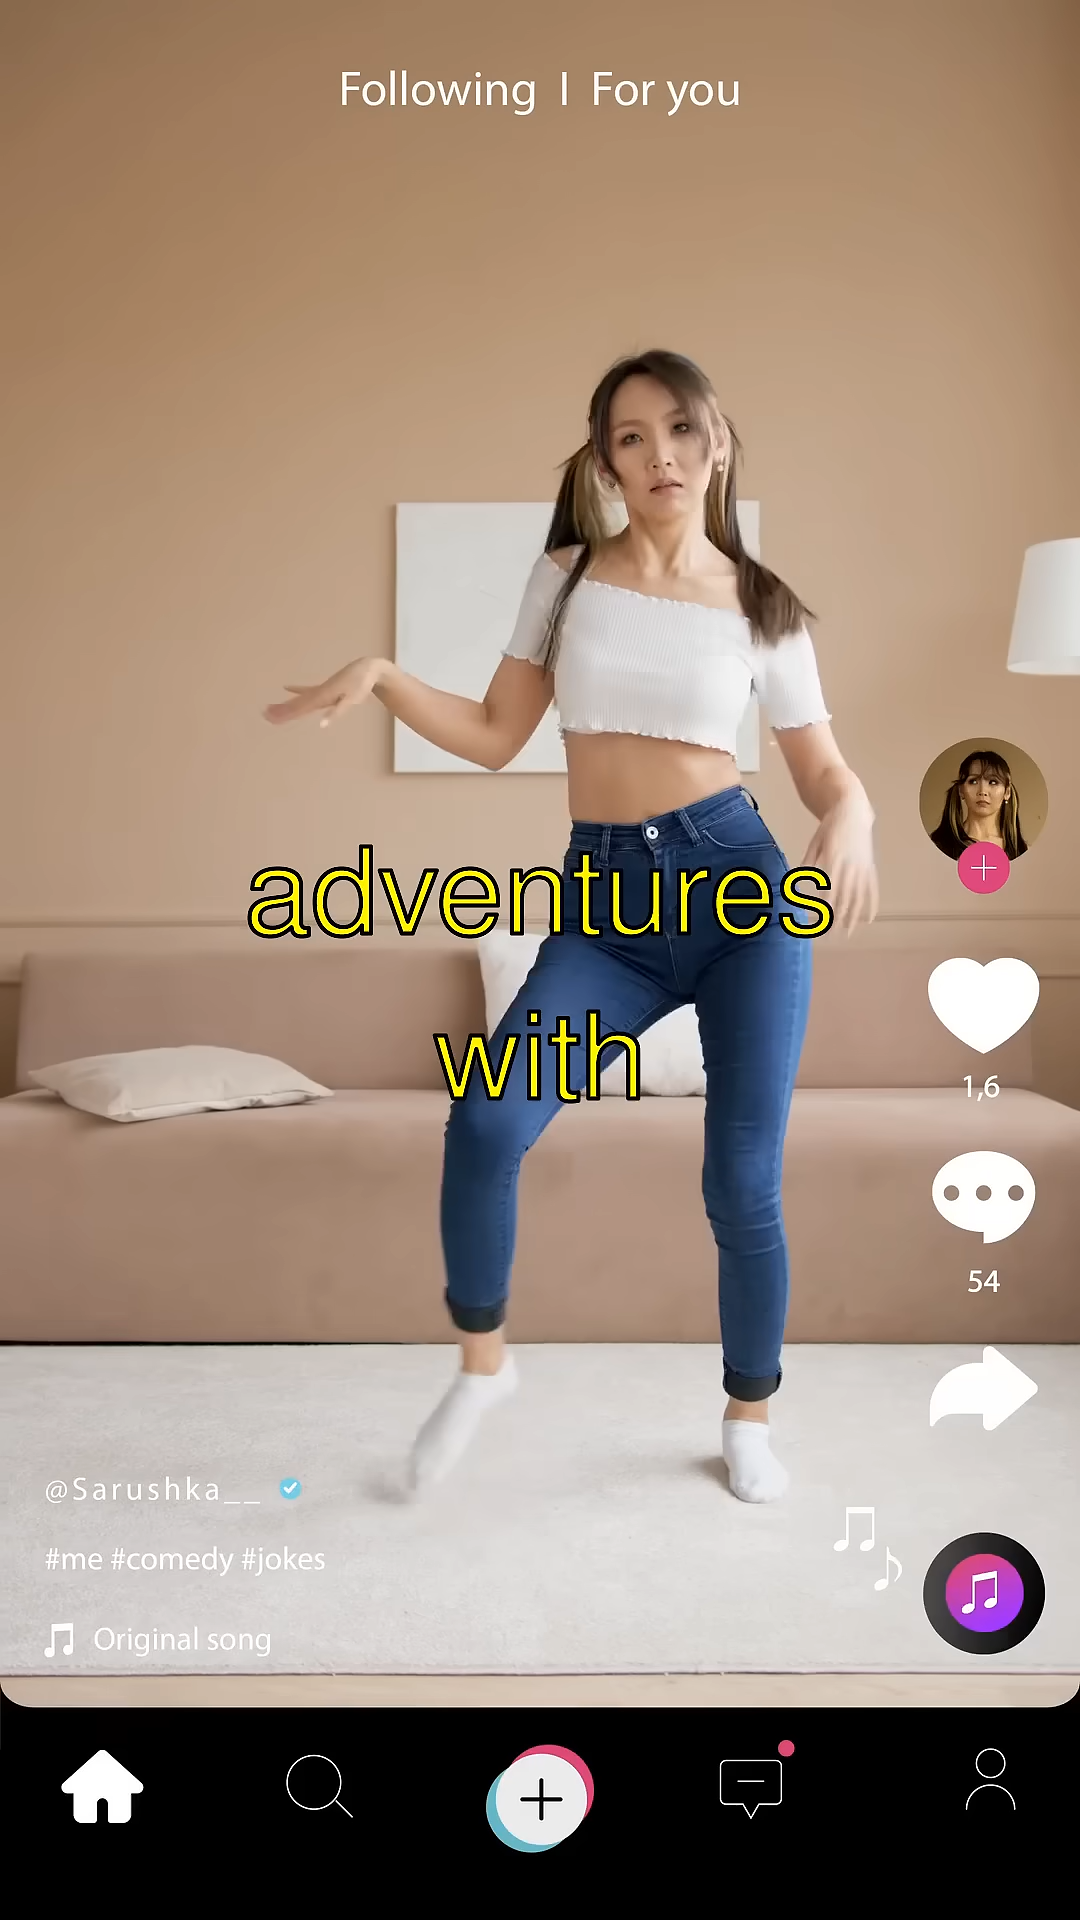 Following | For you
adventures
with
1,6
54
@Sarushka__
#me #comedy #jokes
Original song